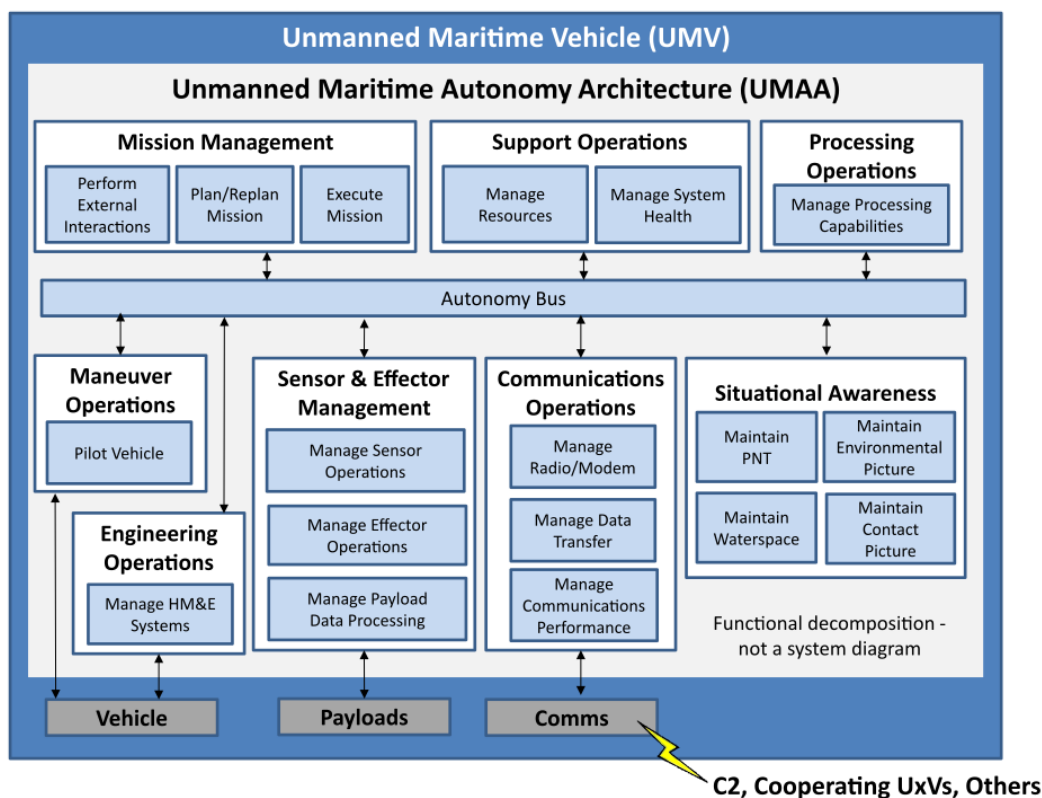 Unmanned Maritime Vehicle (UMV)
Unmanned Maritime Autonomy Architecture (UMAA)
Mission Management
Perform
External
Interactions
Plan/Replan
Mission
Execute
Mission
Support Operations
Manage
Resources
Manage System
Health
Processing
Operations
Manage Processing
Capabilities
Autonomy Bus
Maneuver
Operations
Pilot Vehicle
Engineering
Operations
Manage HM&E
Systems
Sensor & Effector
Management
Manage Sensor
Operations
Manage Effector
Operations
Manage Payload
Data Processing
Communications
Operations
Manage
Radio/Modem
Manage Data
Transfer
Manage
Communications
Performance
Situational Awareness
Maintain
PNT
Maintain
Environmental
Picture
Maintain
Waterspace
Maintain
Contact
Picture
Functional decomposition -
not a system diagram
Vehicle
Payloads
Comms
C2, Cooperating UxVs, Others